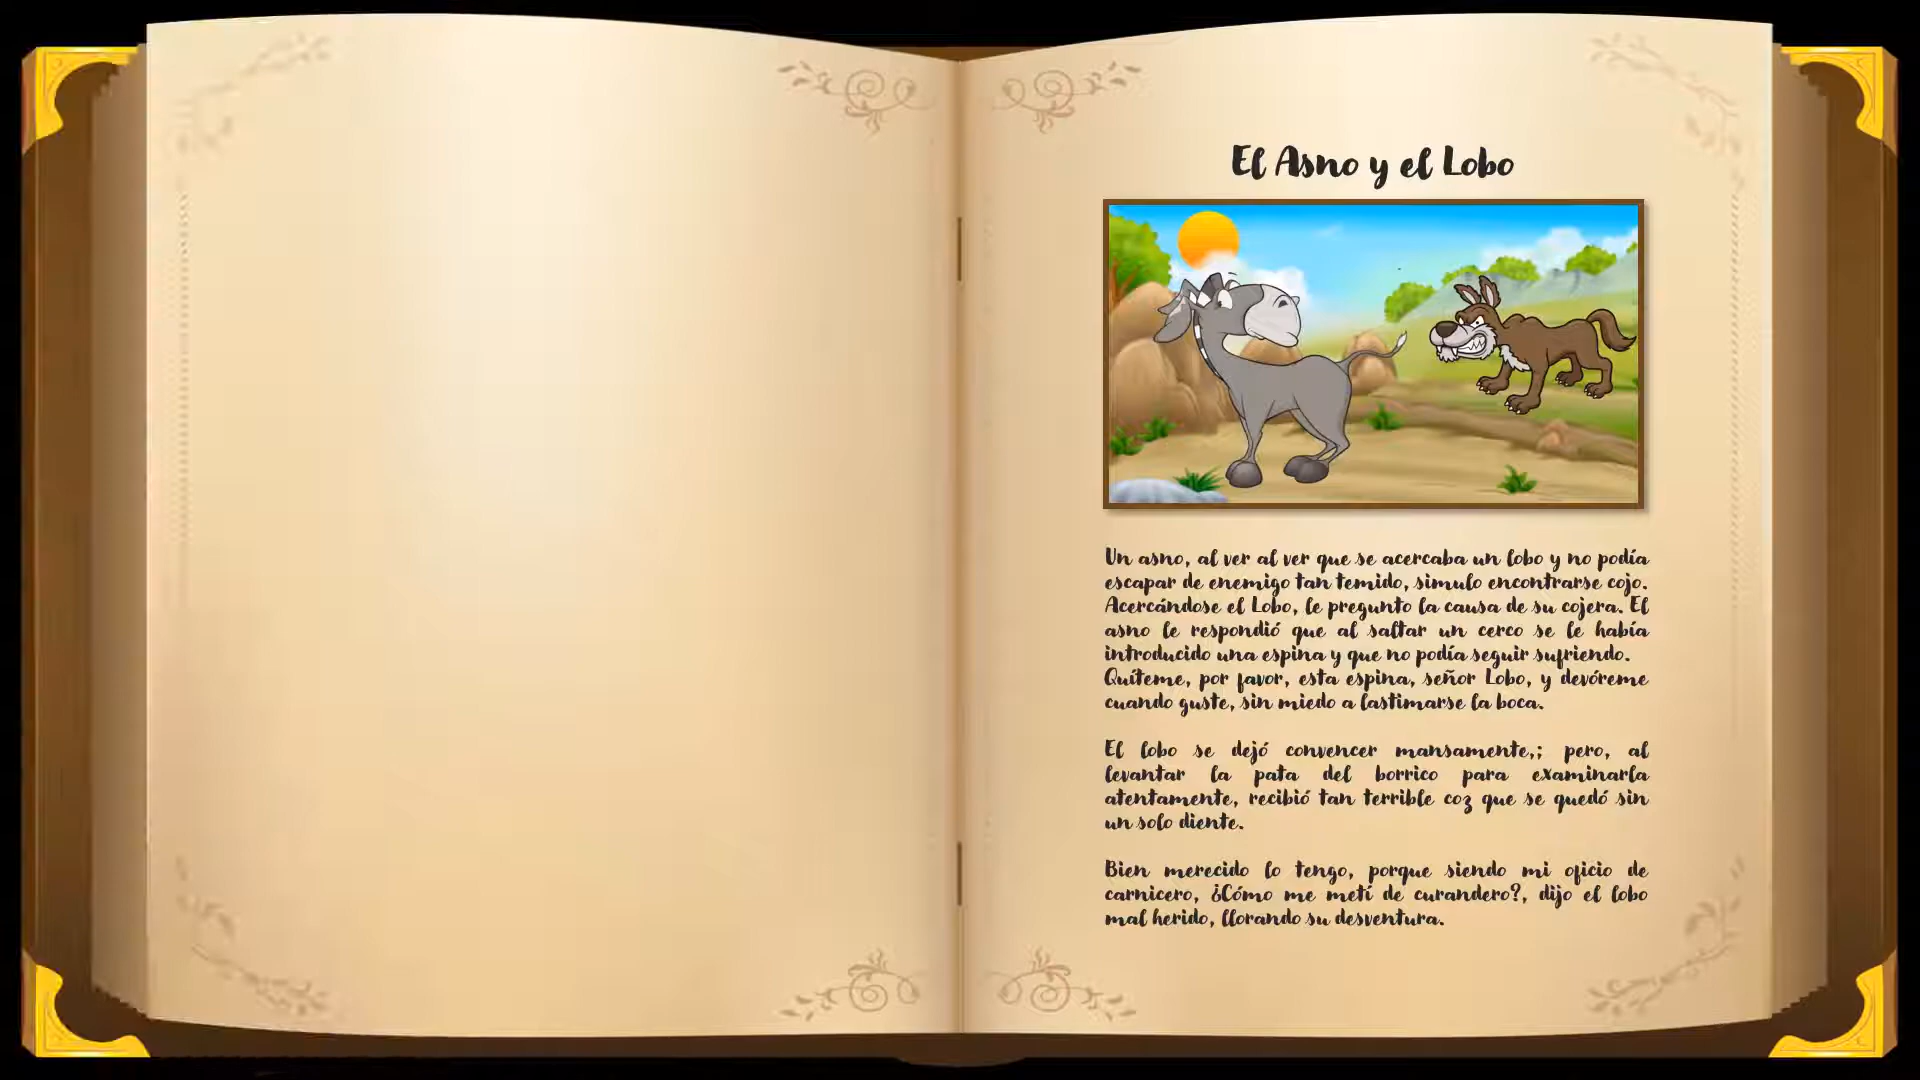 El Asno y el Lobo
Un asno, al ver al ver que se acercaba un lobo y no podía
escapar de enemigo tan temido, simulo encontrarse cojo.
Acercándose el Lobo, le pregunto la causa de su cojera. El
asno le respondió que al saltar un cerco se le había
introducido una espina y que no podía seguir sufriendo.
Quíteme, por favor, esta espina, señor Lobo, y devóreme
cuando guste, sin miedo a lastimarse la boca.
El lobo se dejó convencer mansamente,; pero, al
levantar la pata del borrico para examinarla
atentamente, recibió tan terrible coz que se quedó sin
un solo diente.
Bien merecido lo tengo, porque siendo mi oficio de
carnicero, ¿Cómo me metí de curandero?, dijo el lobo
mal herido, llorando su desventura.